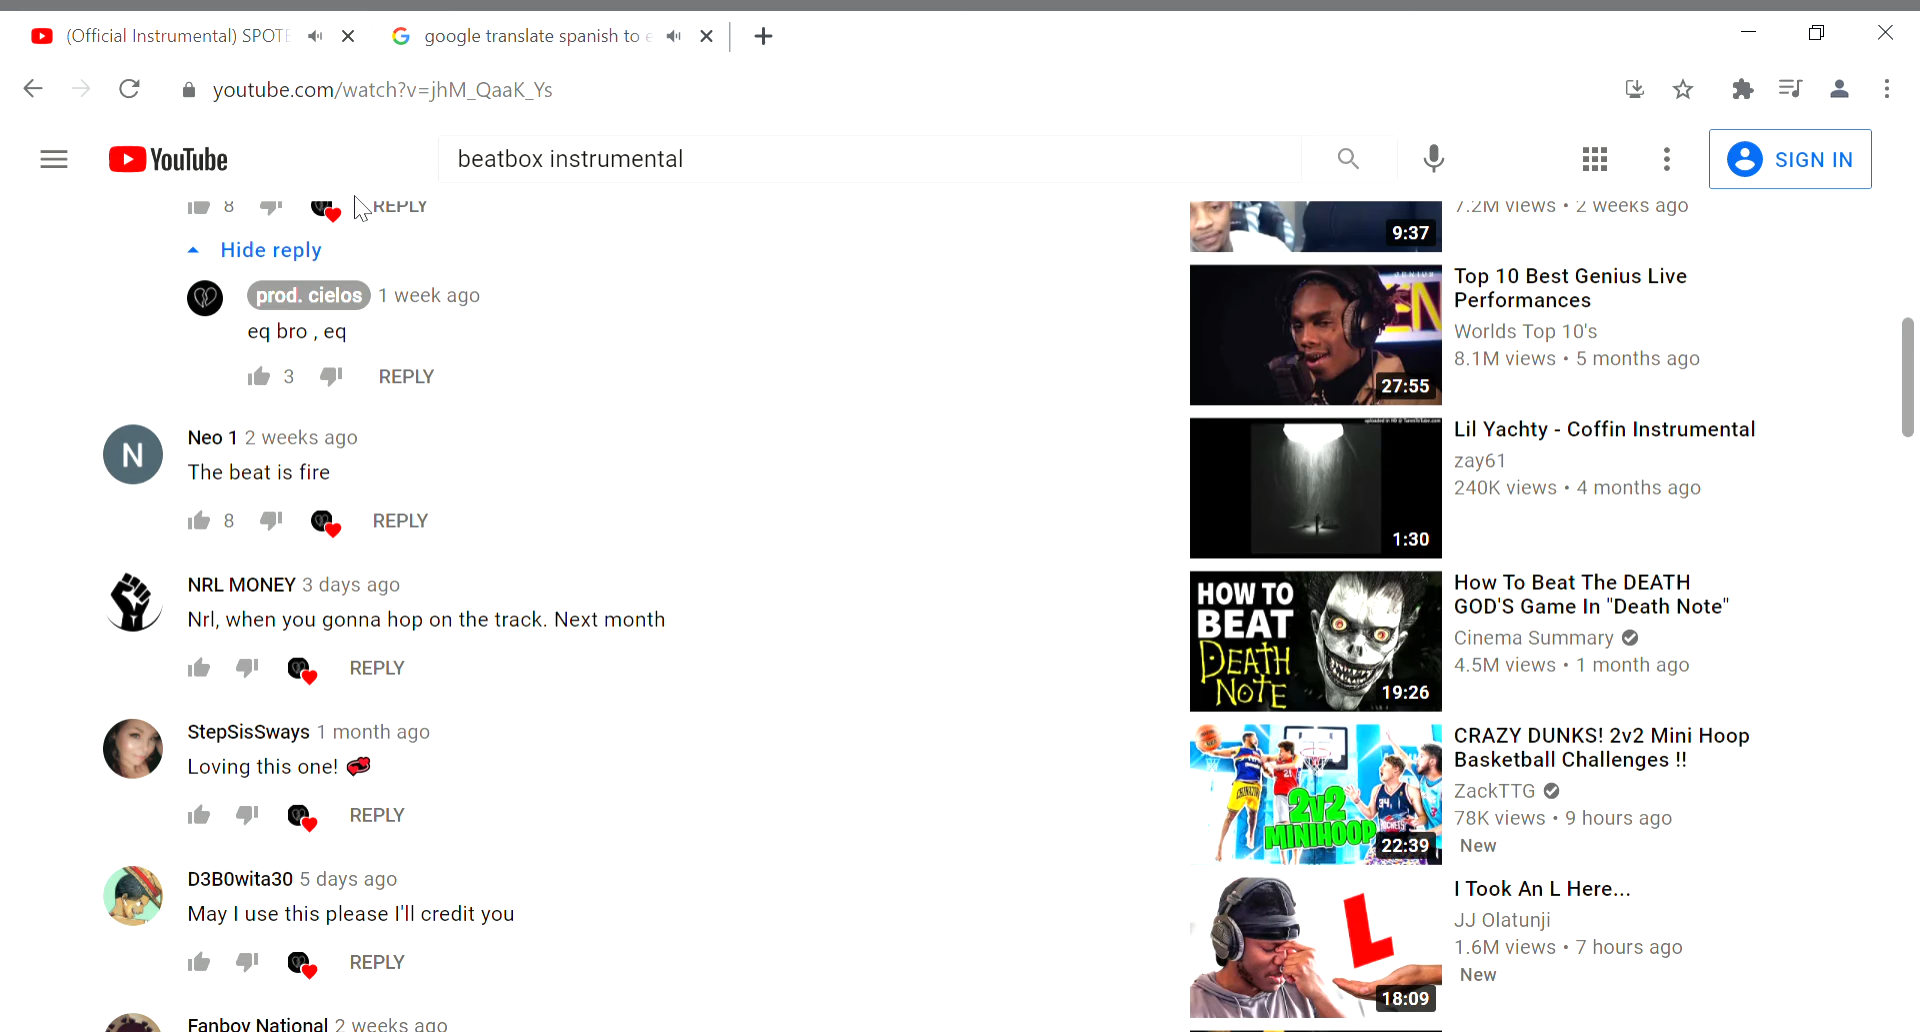 (Official Instrumental) SPOTE
google translate spanish to e
youtube.com/watch?v=jhM_QaaK_Ys
YouTube
beatbox instrumental
SIGN IN
8 REPLY
Hide reply
prod. cielos 1 week ago
eq bro , eq
3 REPLY
N
Neo 1 2 weeks ago
The beat is fire
8 REPLY
NRL MONEY 3 days ago
Nrl, when you gonna hop on the track. Next month
REPLY
StepSisSways 1 month ago
Loving this one! 💞
REPLY
D3B0wita30 5 days ago
May I use this please I'll credit you
REPLY
Fanboy National 2 weeks ago
9:37
7.2M views • 2 weeks ago
GENIUS
27:55
Top 10 Best Genius Live
Performances
Worlds Top 10's
8.1M views • 5 months ago
1:30
Lil Yachty - Coffin Instrumental
zay61
240K views • 4 months ago
HOW TO
BEAT
DEATH
NOTE
19:26
How To Beat The DEATH
GOD'S Game In "Death Note"
Cinema Summary
4.5M views • 1 month ago
2v2
MINIHOOP
22:39
CRAZY DUNKS! 2v2 Mini Hoop
Basketball Challenges !!
ZackTTG
78K views • 9 hours ago
New
L
18:09
I Took An L Here...
JJ Olatunji
1.6M views • 7 hours ago
New